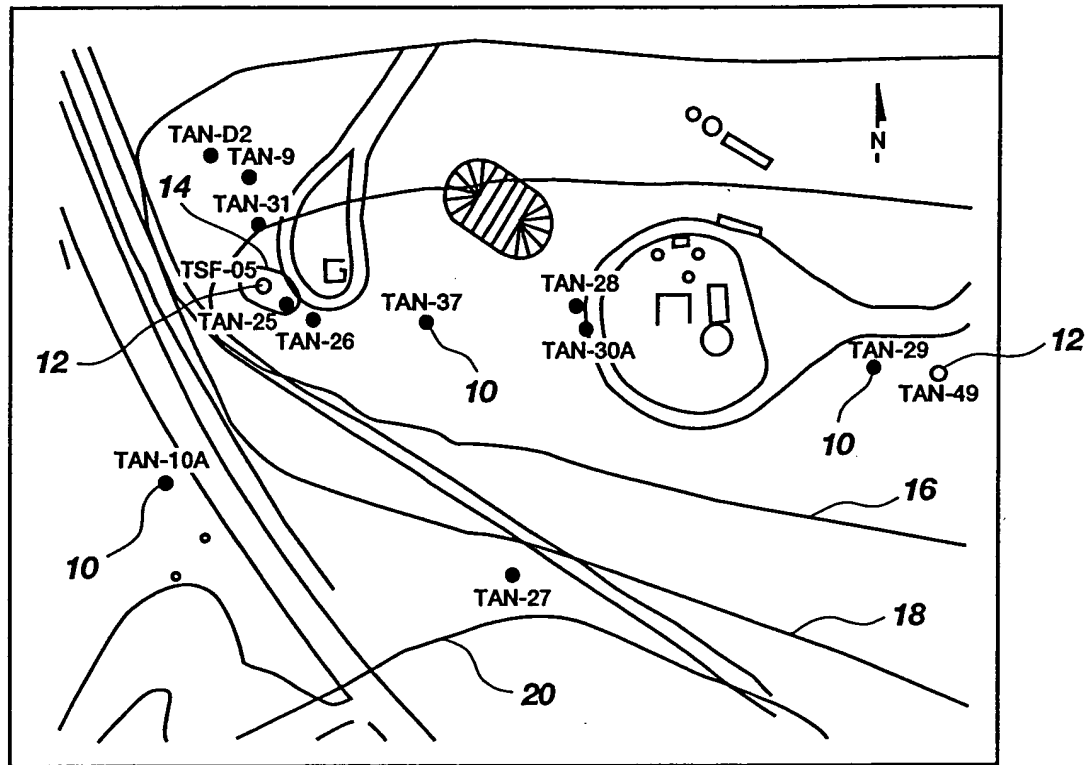 TAN-D2
TAN-9
N
14
TAN-31
TSF-05
TAN-28
TAN-37
TAN-25
TAN-26
TAN-30A
12
12
TAN-29
10
TAN-49
10
TAN-10A
16
10
TAN-27
18
20